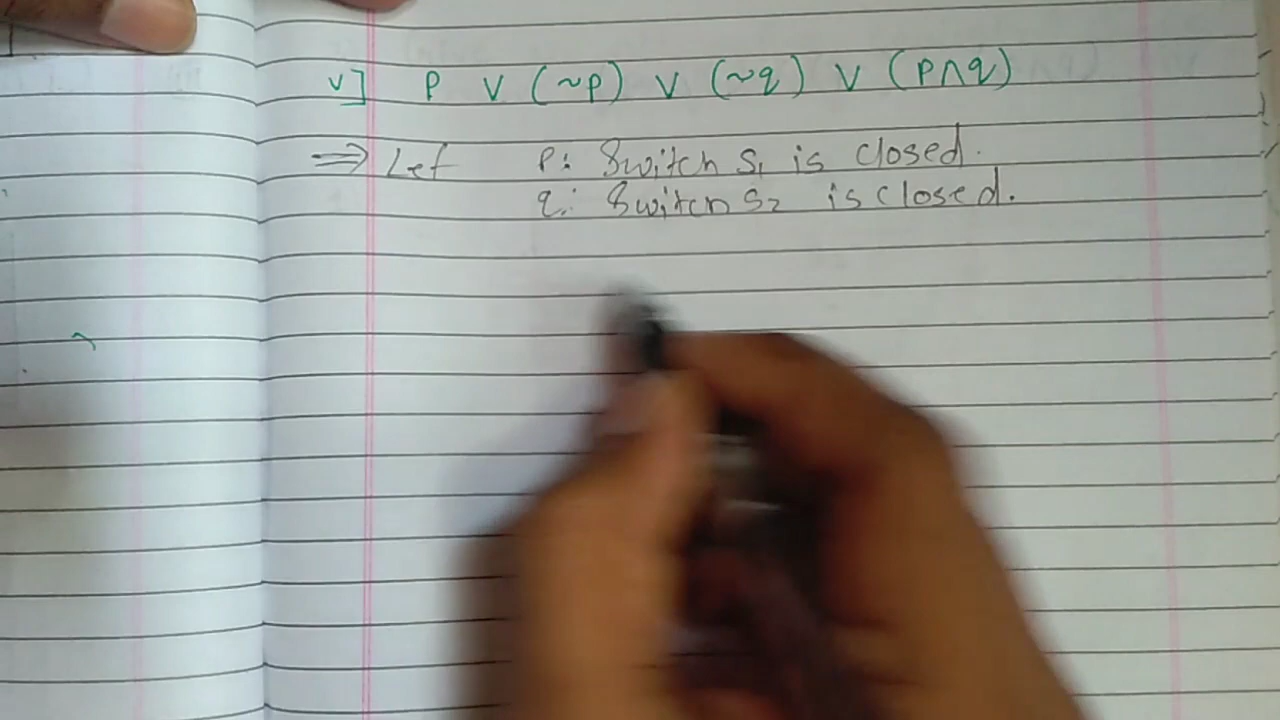 v] p ∨ (~p) ∨ (~q) ∨ (p∧q)
⇒ Let p: Switch S₁ is closed.
q: Switch S₂ is closed.